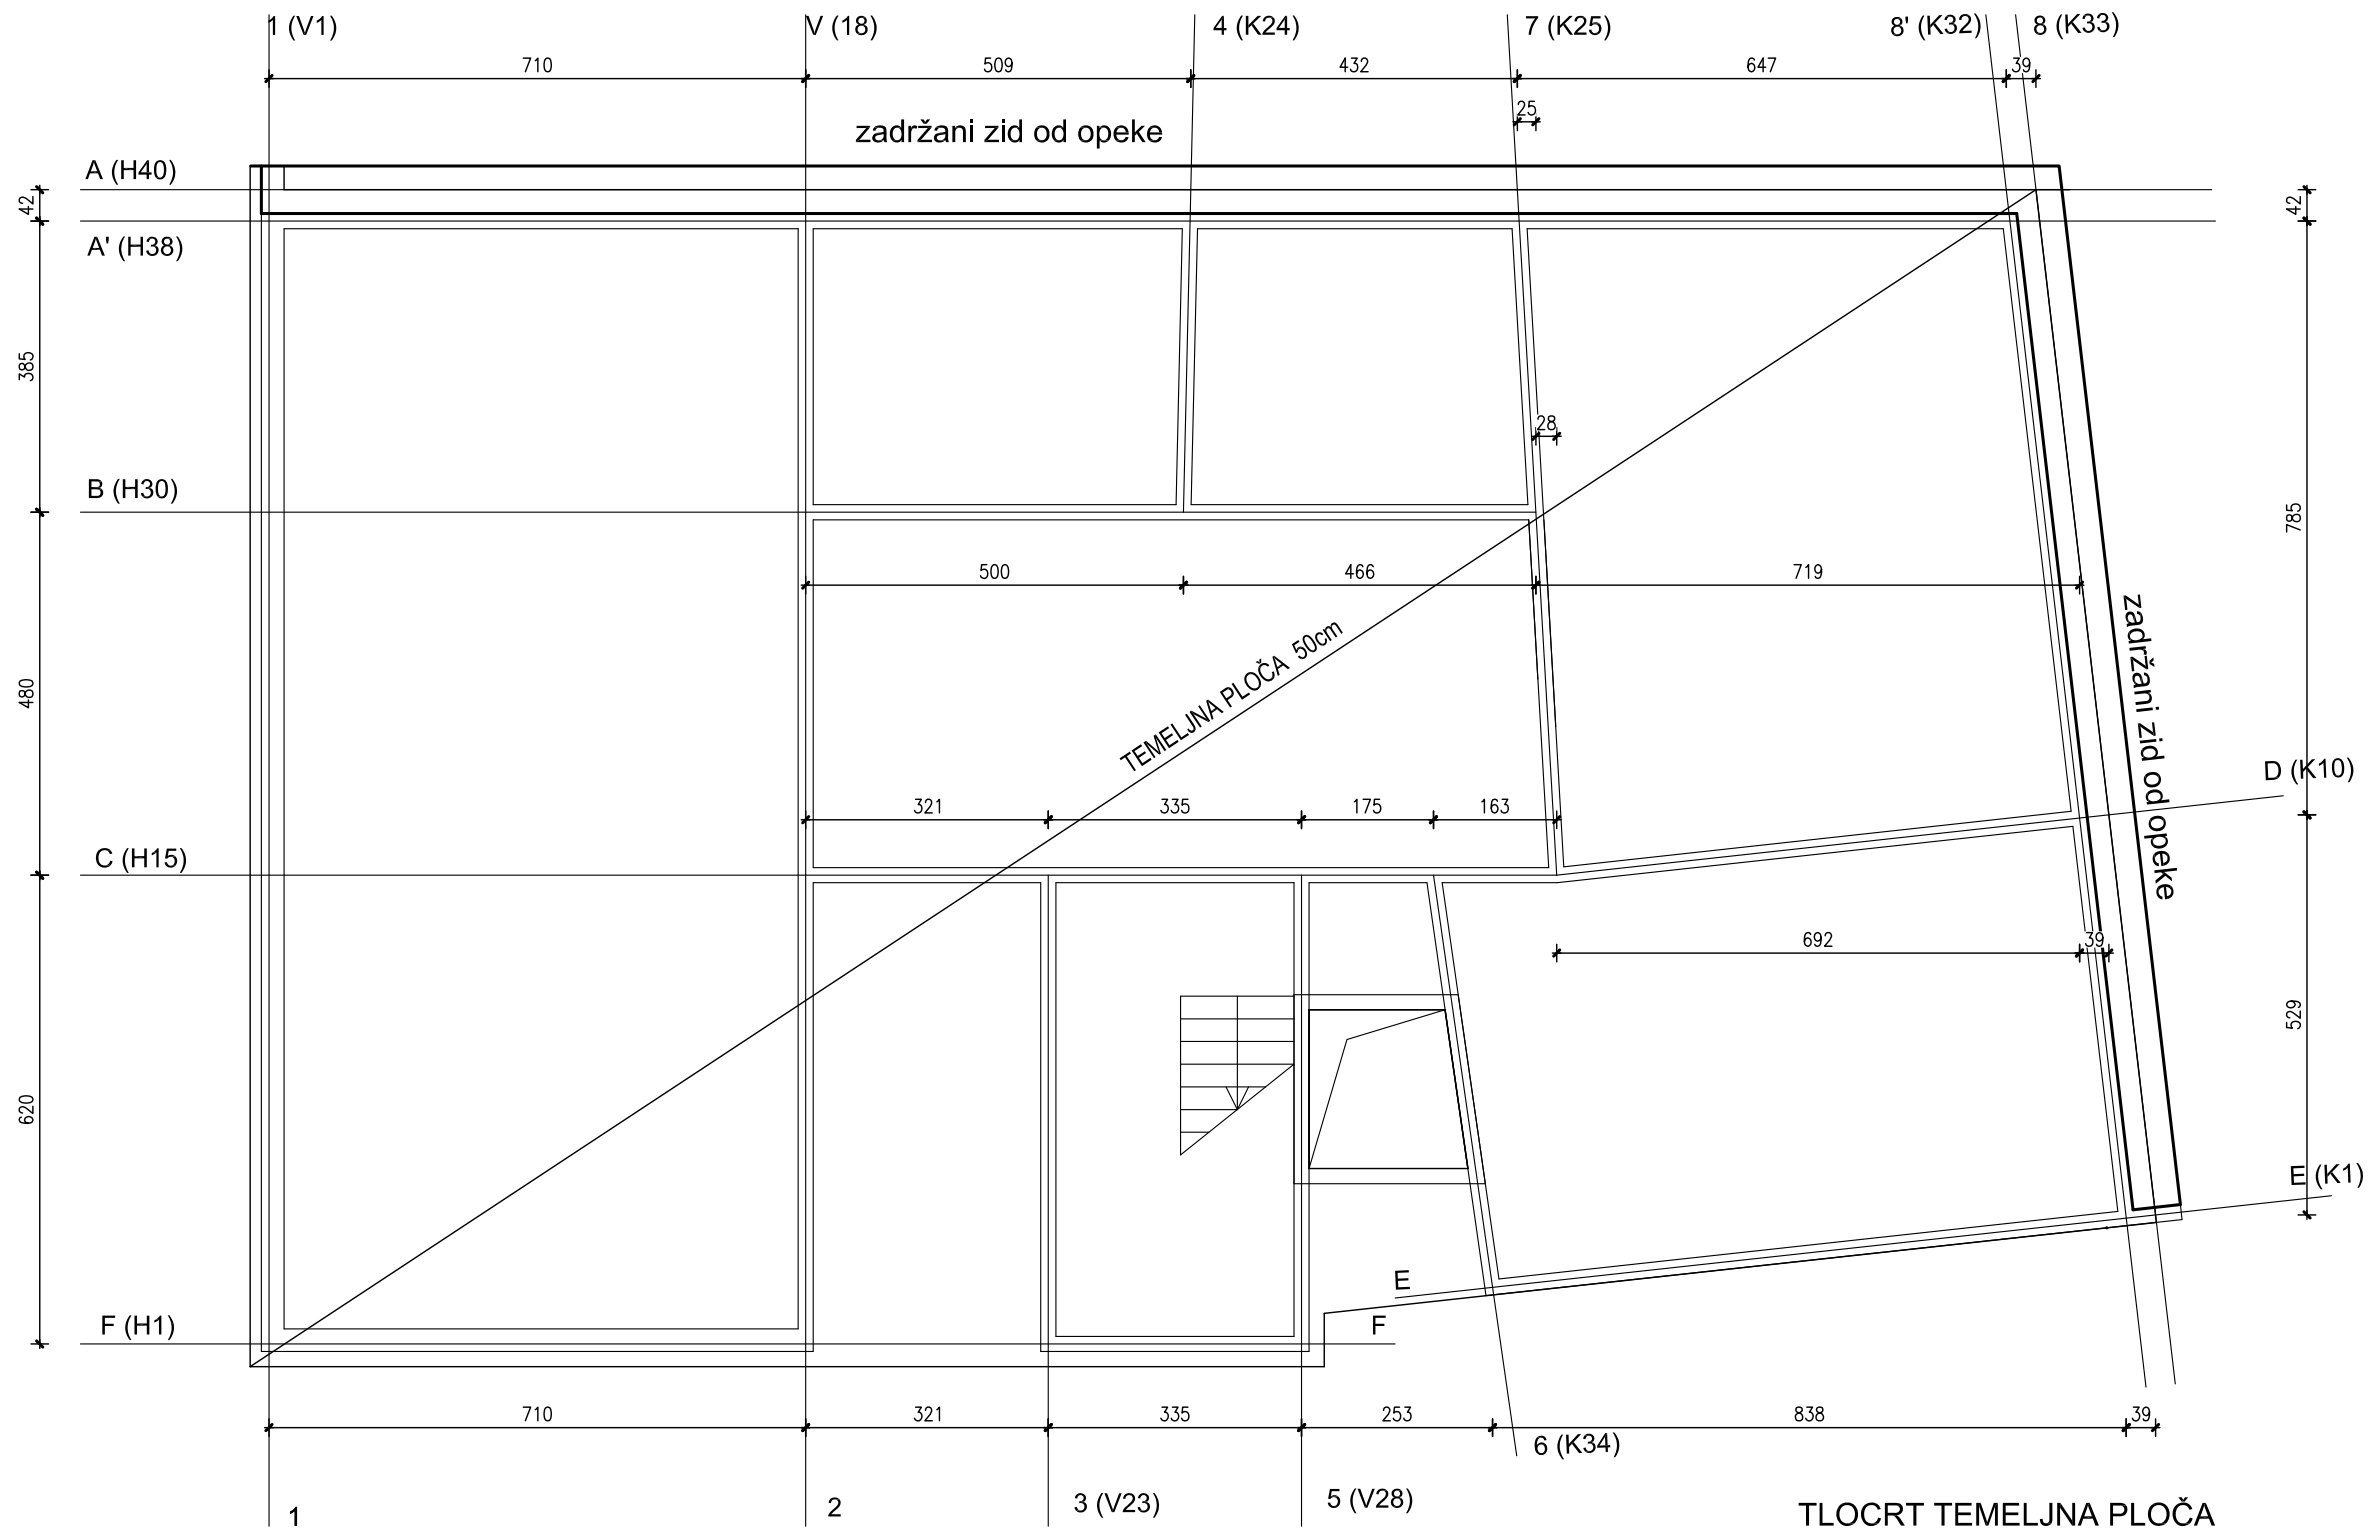 1 (V1)
V (18)
4 (K24)
7 (K25)
8' (K32)
8 (K33)
710
509
432
647
39
25
zadržani zid od opeke
A (H40)
42
42
A' (H38)
385
28
B (H30)
785
500
466
719
zadržani zid od opeke
TEMELJNA PLOČA 50cm
480
D (K10)
321
335
175
163
C (H15)
692
39
529
620
E (K1)
E
F (H1)
F
710
321
335
253
838
39
6 (K34)
1
2
3 (V23)
5 (V28)
TLOCRT TEMELJNA PLOČA